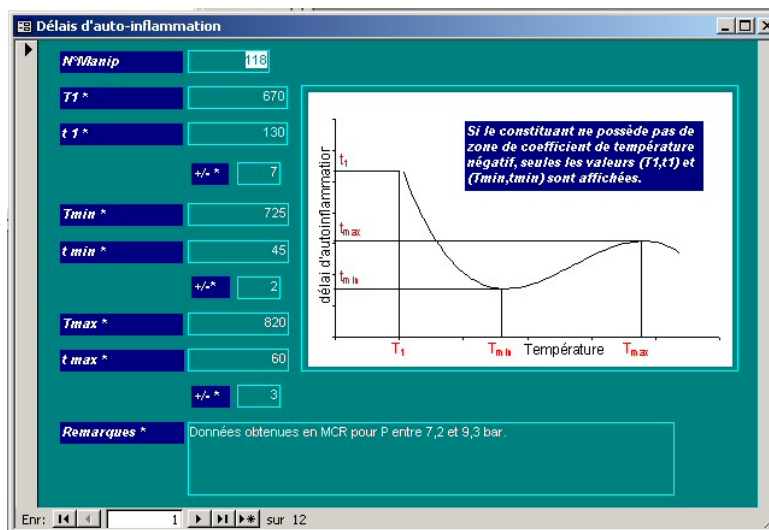 Délais d'auto-inflammation
N°Manip 118
T1 * 670
t 1 * 130
+/- * 7
Tmin * 725
t min * 45
+/-* 2
Tmax * 820
t max * 60
+/- * 3
Remarques * Données obtenues en MCR pour P entre 7,2 et 9,3 bar.
Si le constituant ne possède pas de
zone de coefficient de température
négatif, seules les valeurs (T1,t1) et
(Tmin,tmin) sont affichées.
délai d'autoinflammation
t1
tmax
tmin
T1 Tmin Température Tmax
Enr: 1 sur 12